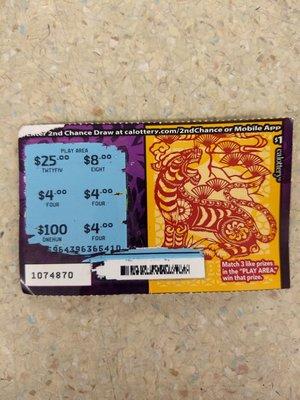 Enter 2nd Chance Draw at calottery.com/2ndChance or Mobile App
$1
calottery
PLAY AREA
$25.00 $8.00
TWTYFIV EIGHT
$4.00 $4.00
FOUR FOUR
$100 $4.00
ONEHUN FOUR
1074870
Match 3 like prizes
in the "PLAY AREA,"
win that prize.